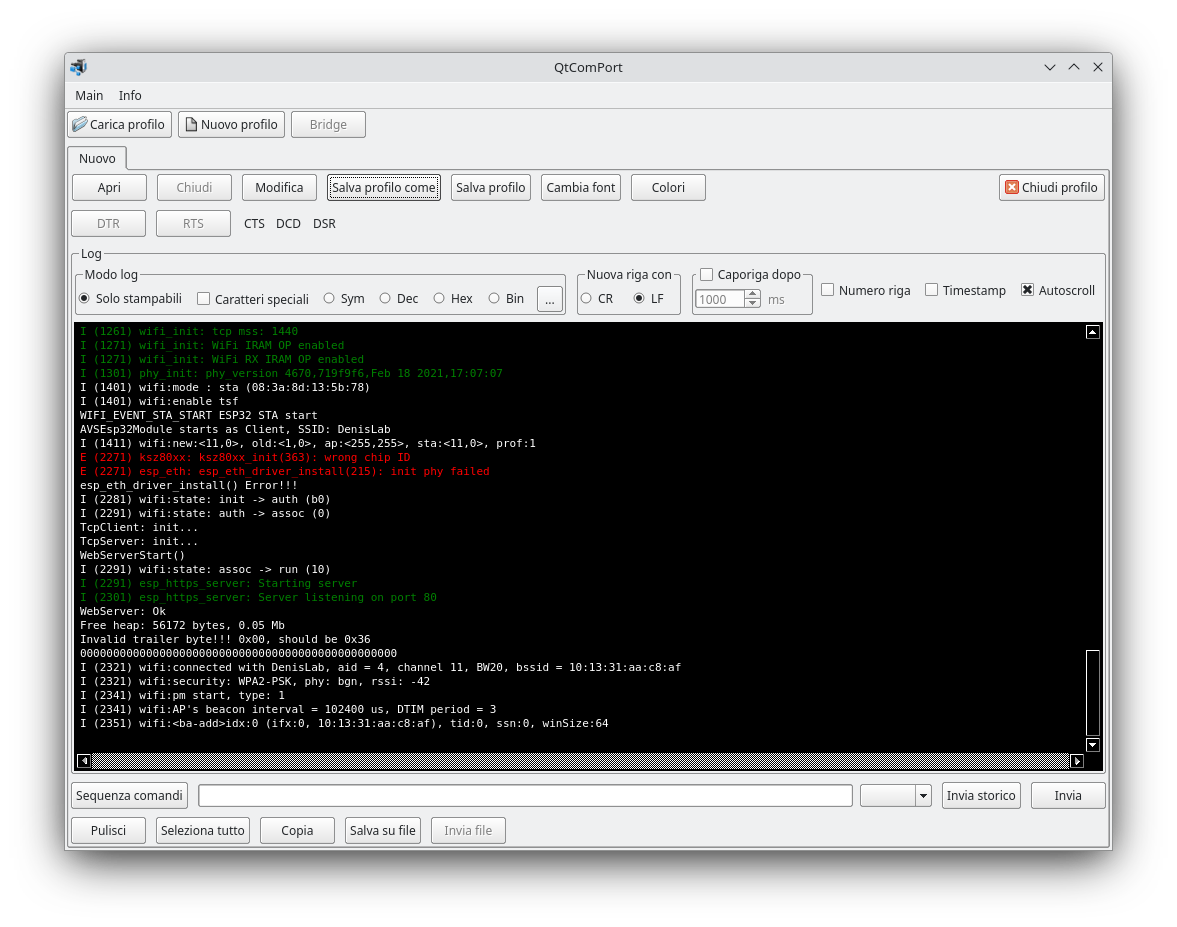 QtComPort
Main Info
Carica profilo Nuovo profilo Bridge
Nuovo
Apri Chiudi Modifica Salva profilo come Salva profilo Cambia font Colori Chiudi profilo
DTR RTS CTS DCD DSR
Log
Modo log Nuova riga con Caporiga dopo
Solo stampabili Caratteri speciali Sym Dec Hex Bin ... CR LF 1000 ms Numero riga Timestamp Autoscroll
I (1261) wifi_init: tcp mss: 1440
I (1271) wifi_init: WiFi IRAM OP enabled
I (1271) wifi_init: WiFi RX IRAM OP enabled
I (1301) phy_init: phy_version 4670,719f9f6,Feb 18 2021,17:07:07
I (1401) wifi:mode : sta (08:3a:8d:13:5b:78)
I (1401) wifi:enable tsf
WIFI_EVENT_STA_START ESP32 STA start
AVSEsp32Module starts as Client, SSID: DenisLab
I (1411) wifi:new:<11,0>, old:<1,0>, ap:<255,255>, sta:<11,0>, prof:1
E (2271) ksz80xx: ksz80xx_init(363): wrong chip ID
E (2271) esp_eth: esp_eth_driver_install(215): init phy failed
esp_eth_driver_install() Error!!!
I (2281) wifi:state: init -> auth (b0)
I (2291) wifi:state: auth -> assoc (0)
TcpClient: init...
TcpServer: init...
WebServerStart()
I (2291) wifi:state: assoc -> run (10)
I (2291) esp_https_server: Starting server
I (2301) esp_https_server: Server listening on port 80
WebServer: Ok
Free heap: 56172 bytes, 0.05 Mb
Invalid trailer byte!!! 0x00, should be 0x36
000000000000000000000000000000000000000000000000
I (2321) wifi:connected with DenisLab, aid = 4, channel 11, BW20, bssid = 10:13:31:aa:c8:af
I (2321) wifi:security: WPA2-PSK, phy: bgn, rssi: -42
I (2341) wifi:pm start, type: 1
I (2341) wifi:AP's beacon interval = 102400 us, DTIM period = 3
I (2351) wifi:<ba-add>idx:0 (ifx:0, 10:13:31:aa:c8:af), tid:0, ssn:0, winSize:64
Sequenza comandi Invia storico Invia
Pulisci Seleziona tutto Copia Salva su file Invia file